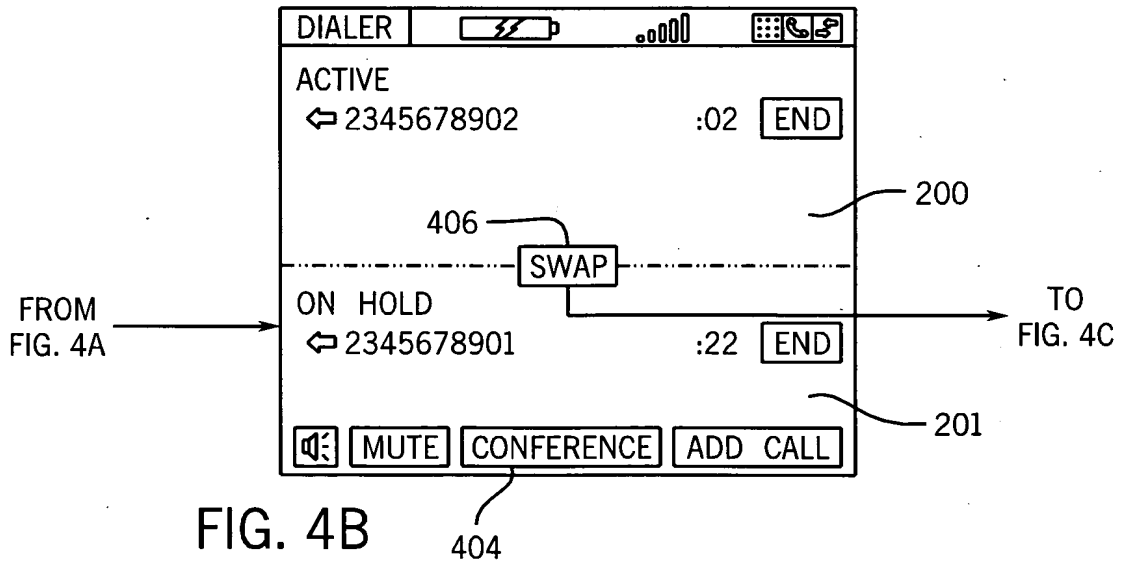 DIALER
ACTIVE
2345678902 :02 END
200
406
SWAP
ON HOLD
FROM
FIG. 4A
TO
FIG. 4C
2345678901 :22 END
201
MUTE CONFERENCE ADD CALL
FIG. 4B
404